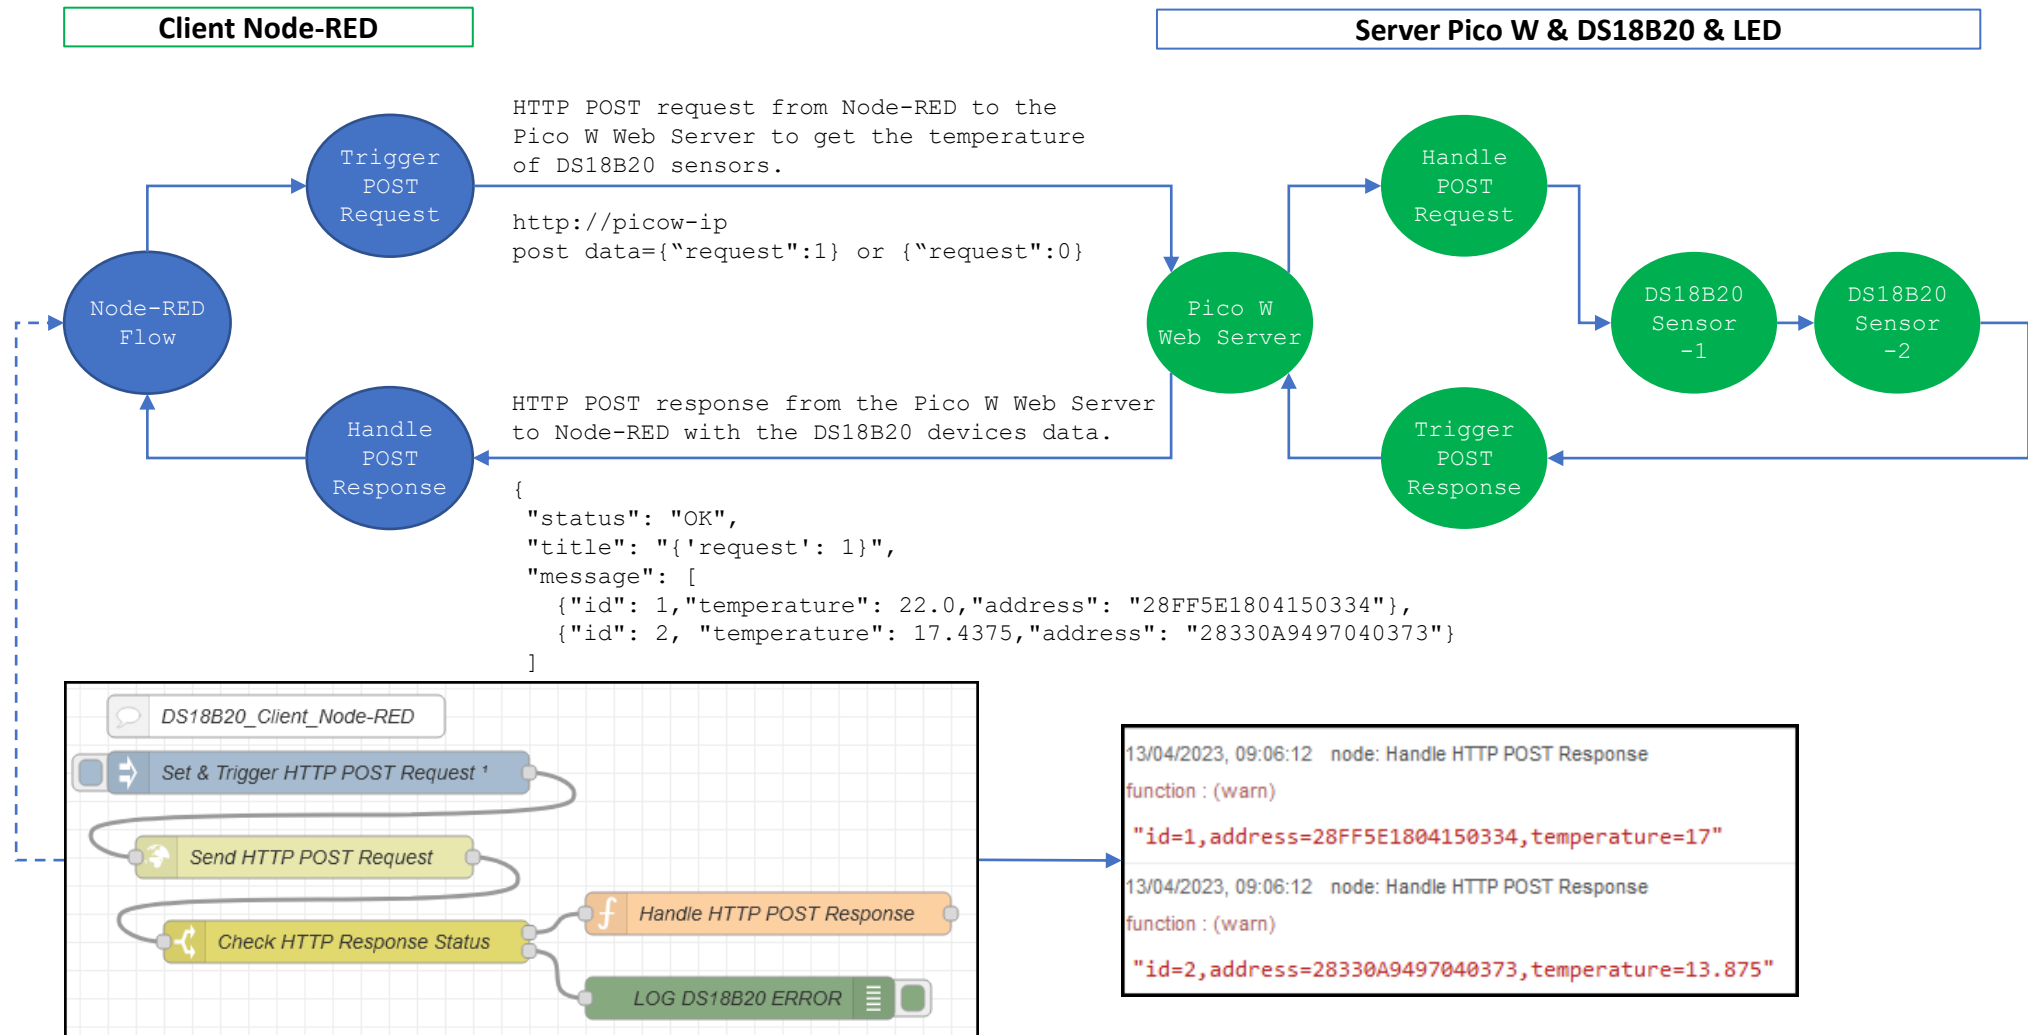 Client Node-RED
Server Pico W & DS18B20 & LED
HTTP POST request from Node-RED to the
Pico W Web Server to get the temperature
of DS18B20 sensors.
http://picow-ip
post data={“request":1} or {“request":0}
Trigger
POST
Request
Node-RED
Flow
Handle
POST
Response
Pico W
Web Server
Handle
POST
Request
DS18B20
Sensor
-1
DS18B20
Sensor
-2
Trigger
POST
Response
HTTP POST response from the Pico W Web Server
to Node-RED with the DS18B20 devices data.
{
"status": "OK",
"title": "{'request': 1}",
"message": [
{"id": 1,"temperature": 22.0,"address": "28FF5E1804150334"},
{"id": 2, "temperature": 17.4375,"address": "28330A9497040373"}
]
DS18B20_Client_Node-RED
Set & Trigger HTTP POST Request ¹
Send HTTP POST Request
Check HTTP Response Status
Handle HTTP POST Response
LOG DS18B20 ERROR
13/04/2023, 09:06:12 node: Handle HTTP POST Response
function : (warn)
"id=1,address=28FF5E1804150334,temperature=17"
13/04/2023, 09:06:12 node: Handle HTTP POST Response
function : (warn)
"id=2,address=28330A9497040373,temperature=13.875"